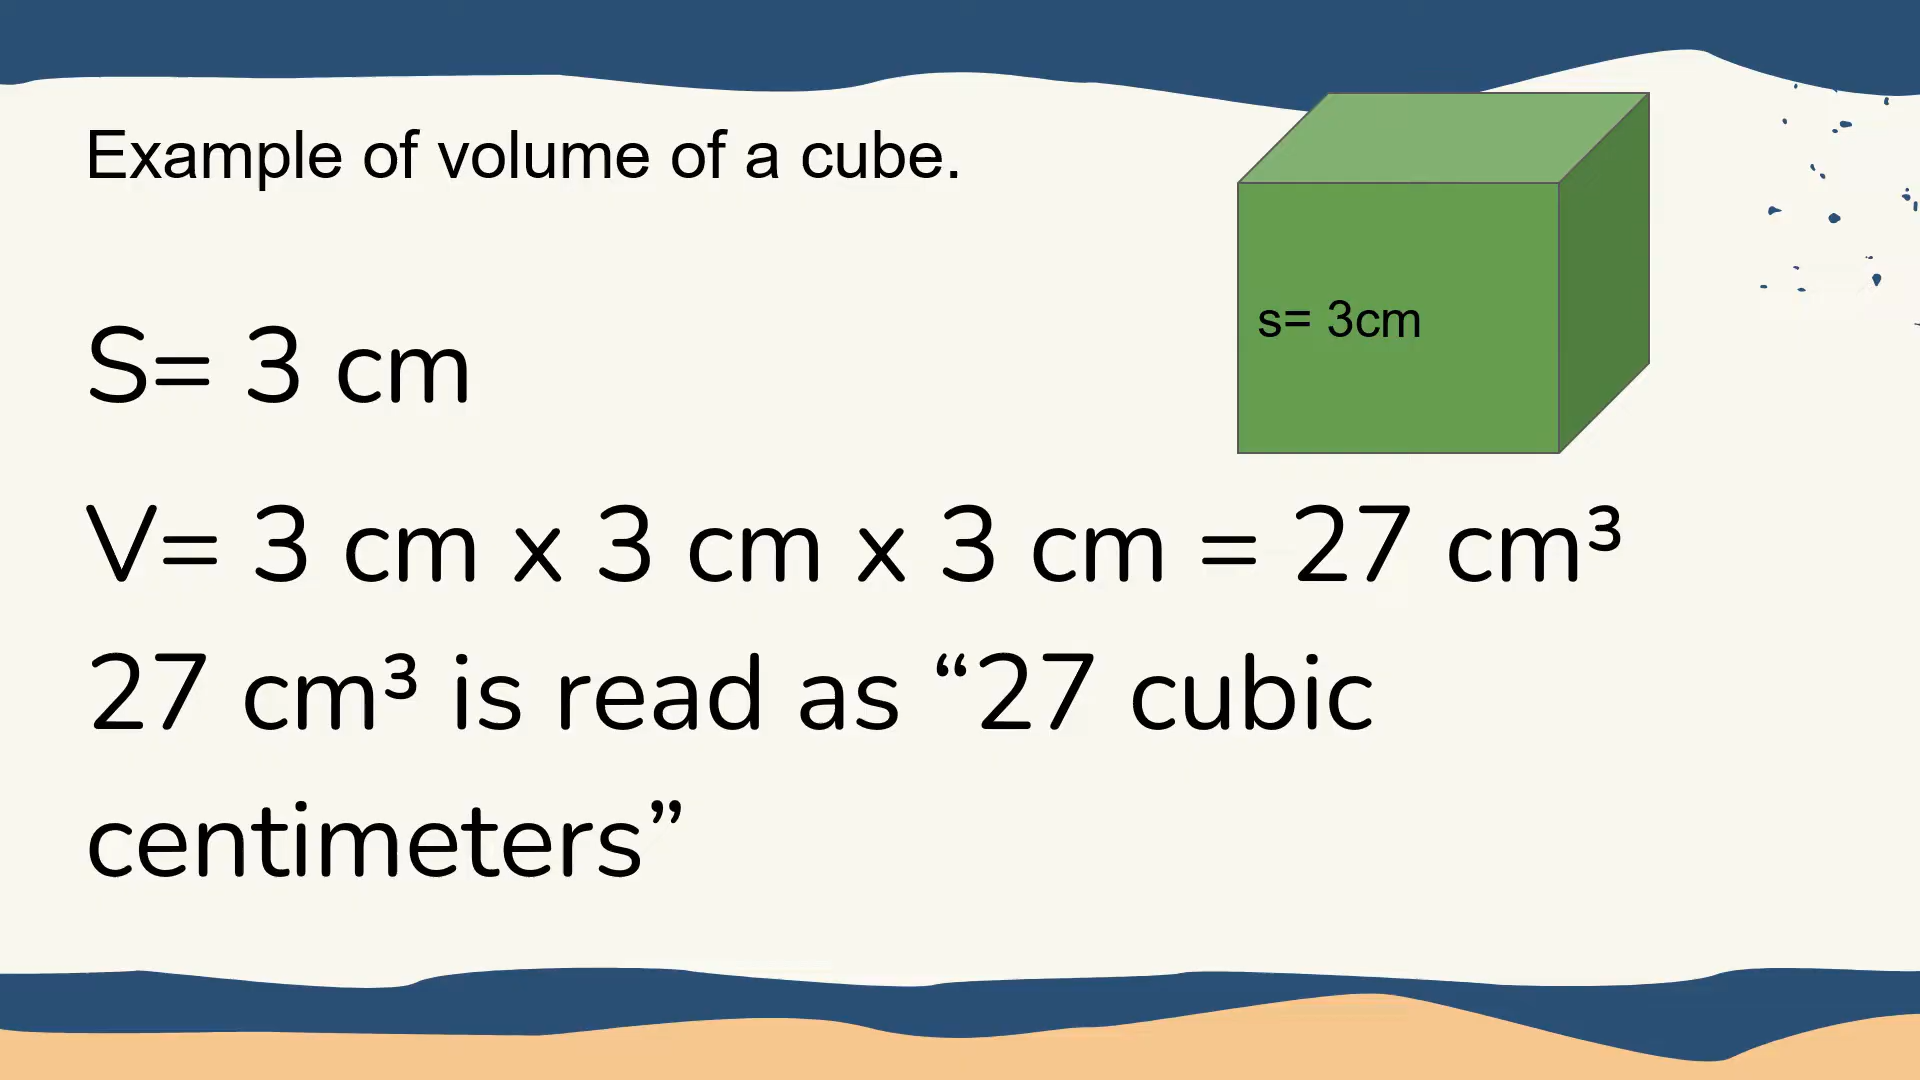 Example of volume of a cube.
s= 3cm
S= 3 cm
V= 3 cm x 3 cm x 3 cm = 27 cm³
27 cm³ is read as “27 cubic
centimeters”